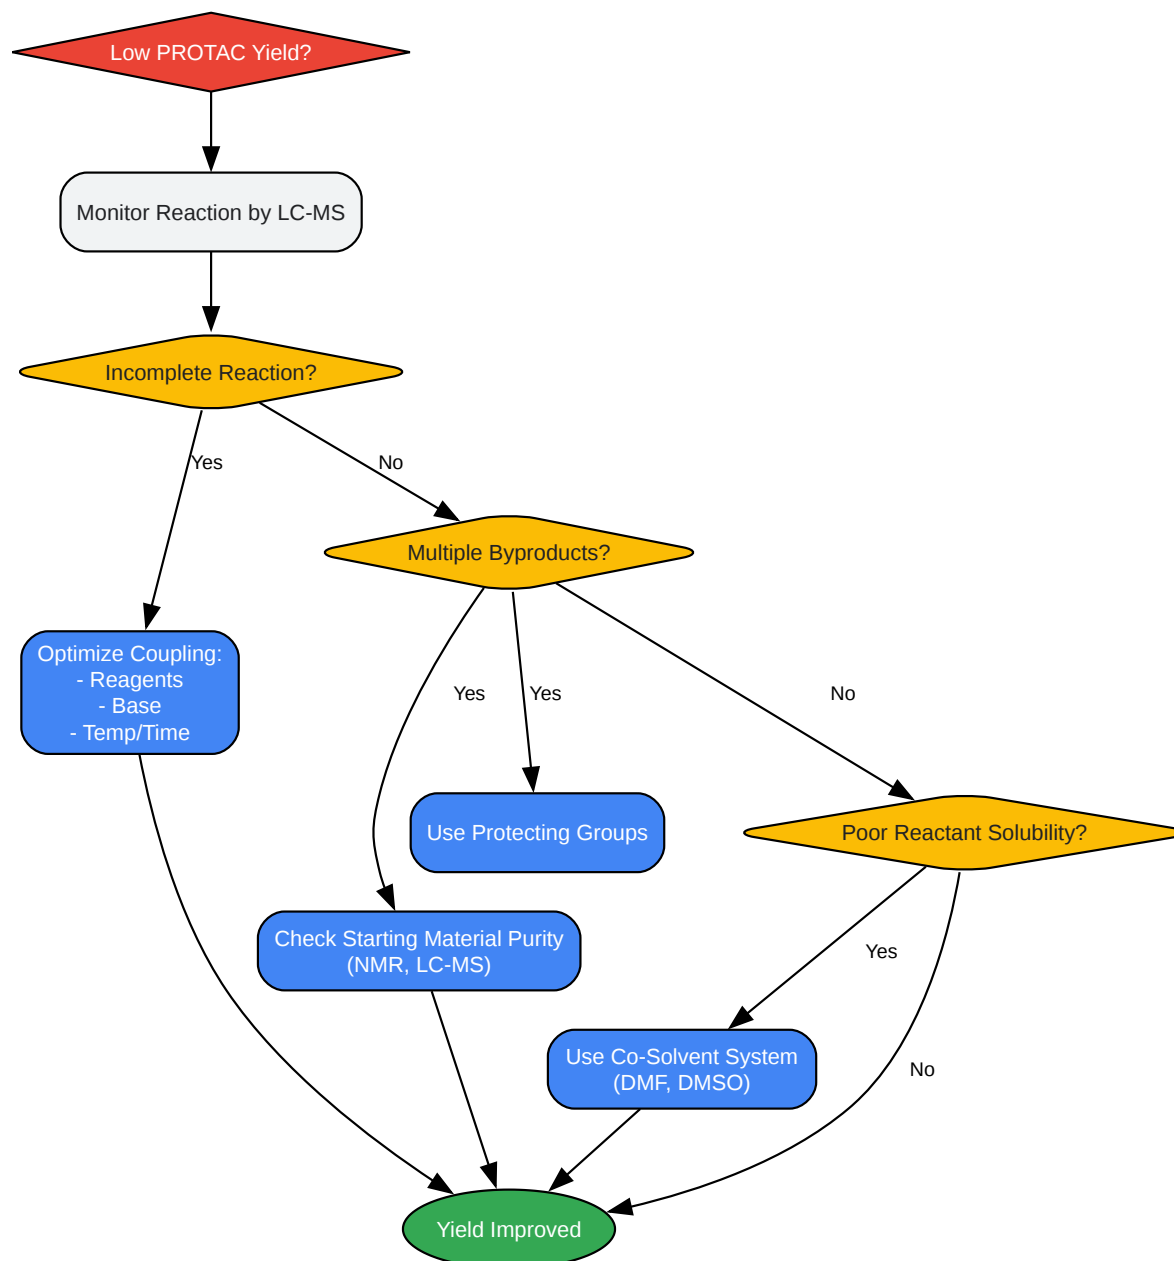 Low PROTAC Yield?
Monitor Reaction by LC-MS
Incomplete Reaction?
Yes
No
Multiple Byproducts?
Optimize Coupling:
- Reagents
- Base
- Temp/Time
Yes
Yes
No
Use Protecting Groups
Poor Reactant Solubility?
Check Starting Material Purity
(NMR, LC-MS)
Yes
Use Co-Solvent System
(DMF, DMSO)
No
Yield Improved